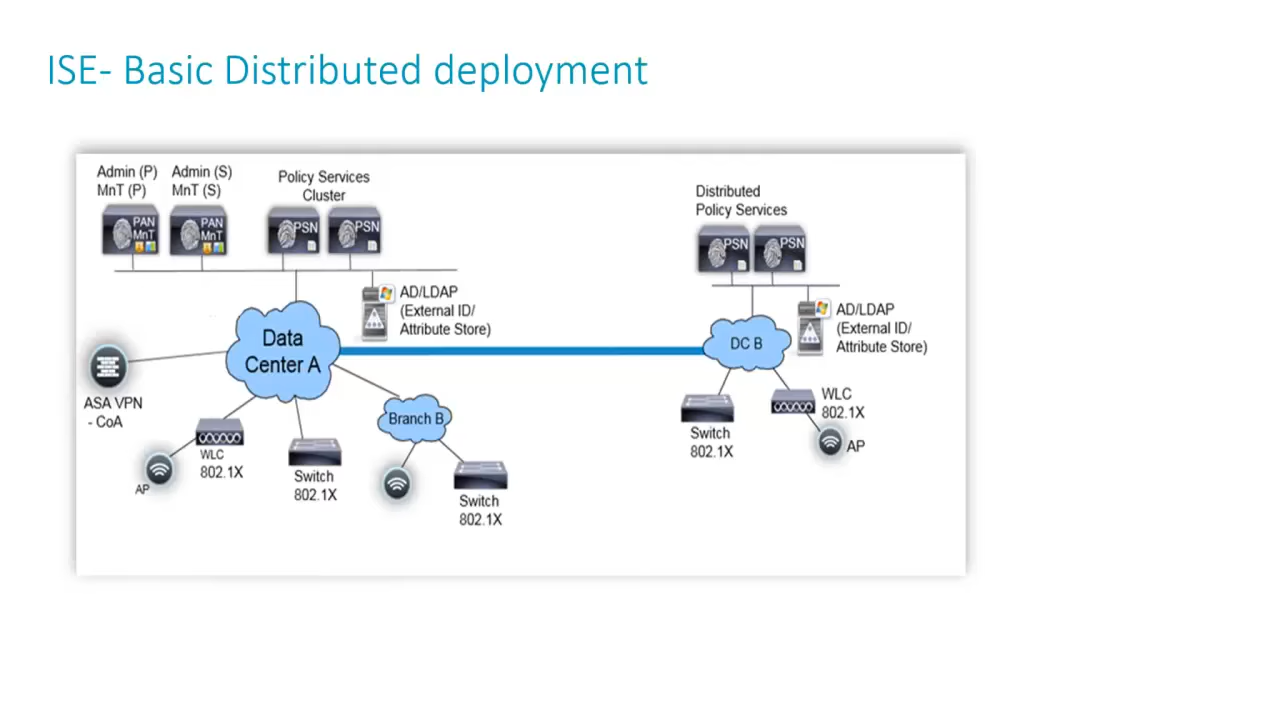 ISE- Basic Distributed deployment
Admin (P)
MnT (P)
Admin (S)
MnT (S)
Policy Services
Cluster
Distributed
Policy Services
PAN
MnT
PAN
MnT
PSN
PSN
PSN
PSN
AD/LDAP
(External ID/
Attribute Store)
AD/LDAP
(External ID/
Attribute Store)
Data
Center A
DC B
ASA VPN
- CoA
WLC
802.1X
AP
Switch
802.1X
Branch B
Switch
802.1X
Switch
802.1X
WLC
802.1X
AP